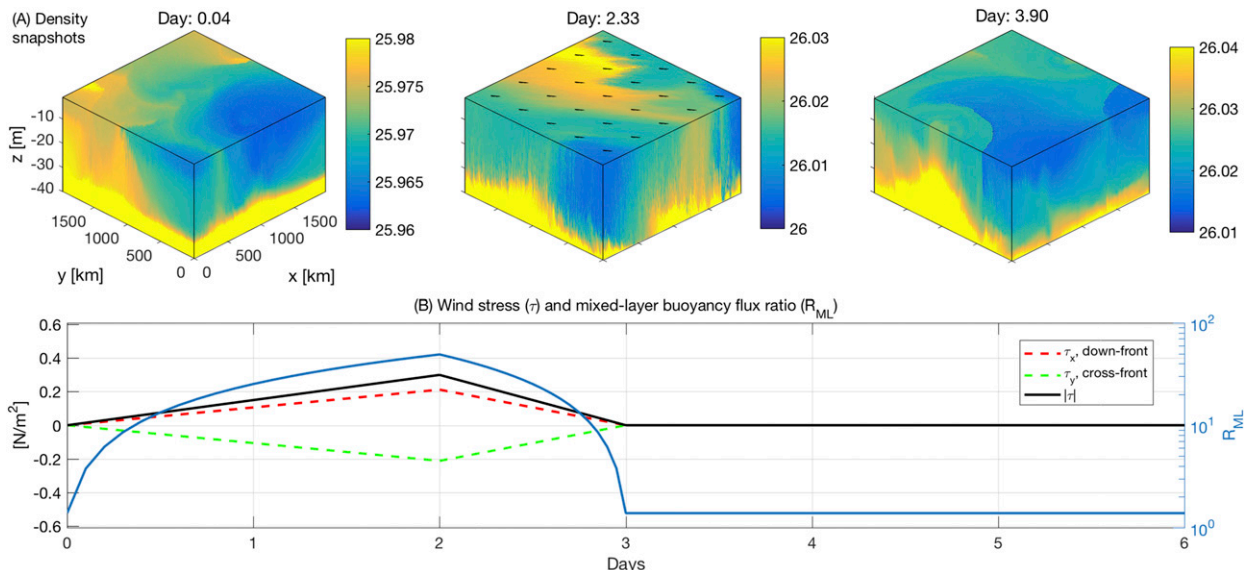 (A) Density
snapshots
Day: 0.04
Day: 2.33
Day: 3.90
25.98
25.975
25.97
25.965
25.96
26.03
26.02
26.01
26
26.04
26.03
26.02
26.01
z [m]
-10
-20
-30
-40
1500
1000
500
0
y [km]
0
500
1000
1500
x [km]
(B) Wind stress (τ) and mixed-layer buoyancy flux ratio (R_ML)
[N/m²]
0.6
0.4
0.2
0
-0.2
-0.4
-0.6
τx, down-front
τy, cross-front
|τ|
10²
10¹
10⁰
R_ML
0 1 2 3 4 5 6
Days